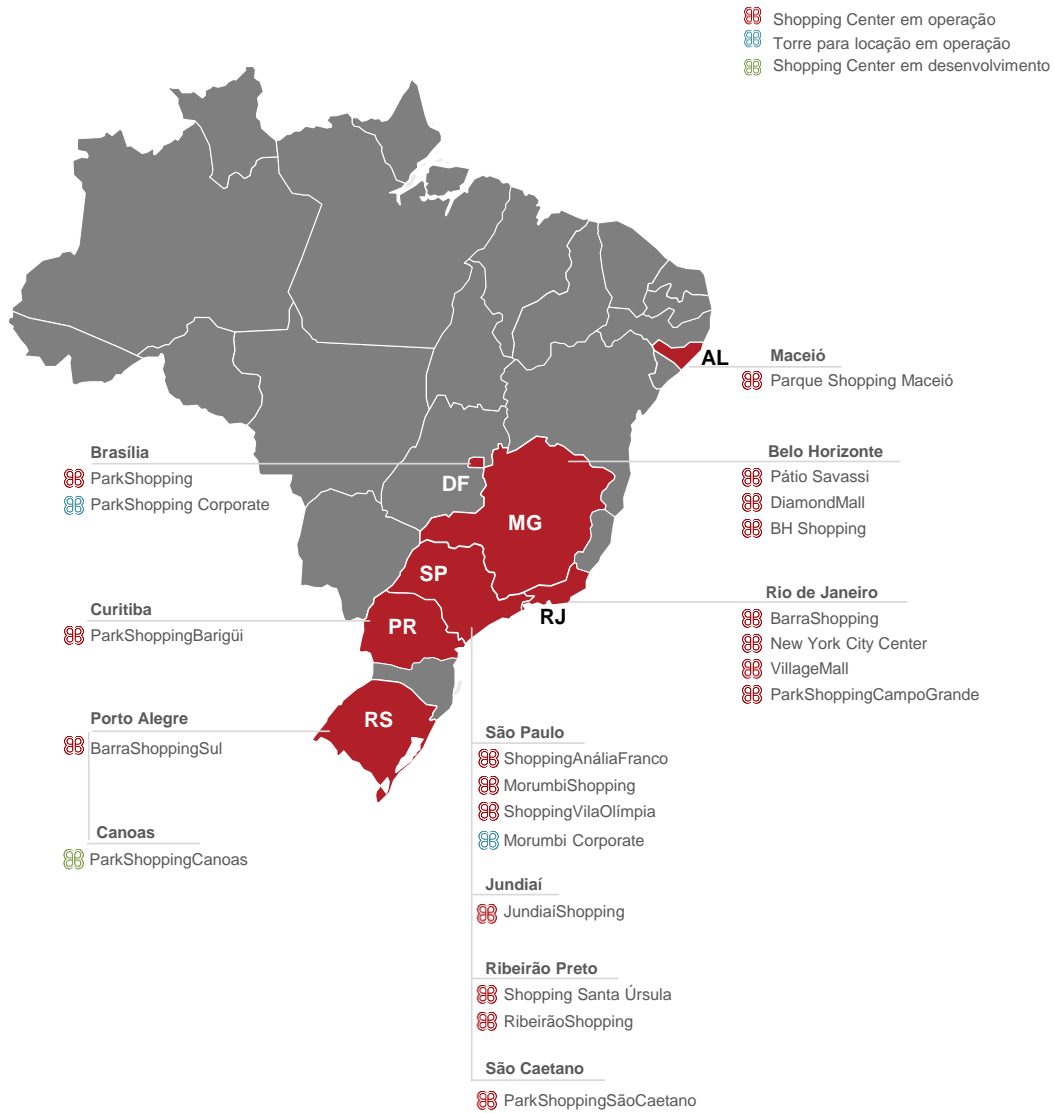 Shopping Center em operação
Torre para locação em operação
Shopping Center em desenvolvimento
AL
Maceió
Parque Shopping Maceió
Brasília
ParkShopping
ParkShopping Corporate
DF
MG
Belo Horizonte
Pátio Savassi
DiamondMall
BH Shopping
SP
Curitiba
ParkShoppingBarigüi
PR
RJ
Rio de Janeiro
BarraShopping
New York City Center
VillageMall
ParkShoppingCampoGrande
Porto Alegre
BarraShoppingSul
RS
Canoas
ParkShoppingCanoas
São Paulo
ShoppingAnáliaFranco
MorumbiShopping
ShoppingVilaOlímpia
Morumbi Corporate
Jundiaí
JundiaíShopping
Ribeirão Preto
Shopping Santa Úrsula
RibeirãoShopping
São Caetano
ParkShoppingSãoCaetano